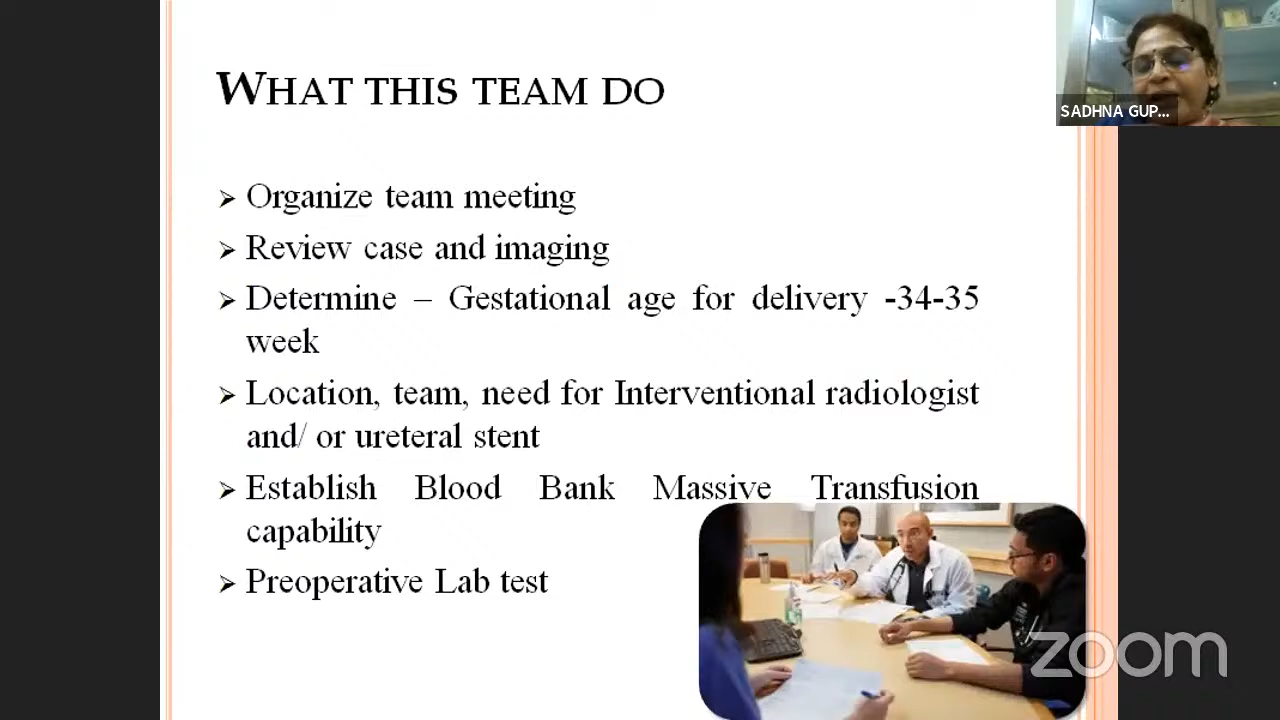 WHAT THIS TEAM DO
SADHNA GUP...
➢ Organize team meeting
➢ Review case and imaging
➢ Determine – Gestational age for delivery -34-35
week
➢ Location, team, need for Interventional radiologist
and/ or ureteral stent
➢ Establish Blood Bank Massive Transfusion
capability
➢ Preoperative Lab test
zoom